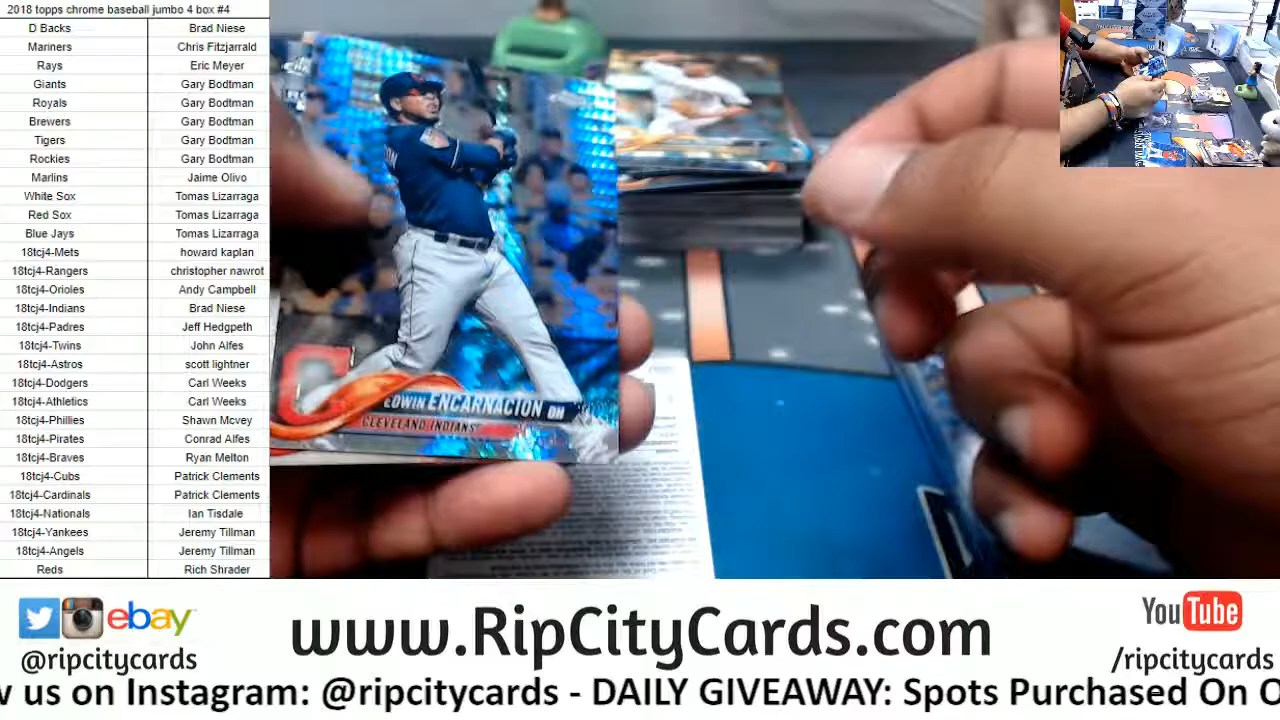 2018 topps chrome baseball jumbo 4 box #4
D Backs Brad Niese
Mariners Chris Fitzjarrald
Rays Eric Meyer
Giants Gary Bodtman
Royals Gary Bodtman
Brewers Gary Bodtman
Tigers Gary Bodtman
Rockies Gary Bodtman
Marlins Jaime Olivo
White Sox Tomas Lizarraga
Red Sox Tomas Lizarraga
Blue Jays Tomas Lizarraga
18tcj4-Mets howard kaplan
18tcj4-Rangers christopher nawrot
18tcj4-Orioles Andy Campbell
18tcj4-Indians Brad Niese
18tcj4-Padres Jeff Hedgpeth
18tcj4-Twins John Alfes
18tcj4-Astros scott lightner
18tcj4-Dodgers Carl Weeks
18tcj4-Athletics Carl Weeks
18tcj4-Phillies Shawn Mcvey
18tcj4-Pirates Conrad Alfes
18tcj4-Braves Ryan Melton
18tcj4-Cubs Patrick Clements
18tcj4-Cardinals Patrick Clements
18tcj4-Nationals Ian Tisdale
18tcj4-Yankees Jeremy Tillman
18tcj4-Angels Jeremy Tillman
Reds Rich Shrader
EDWIN ENCARNACION DH
CLEVELAND INDIANS
ebay
@ripcitycards
www.RipCityCards.com
YouTube
/ripcitycards
us on Instagram: @ripcitycards - DAILY GIVEAWAY: Spots Purchased On